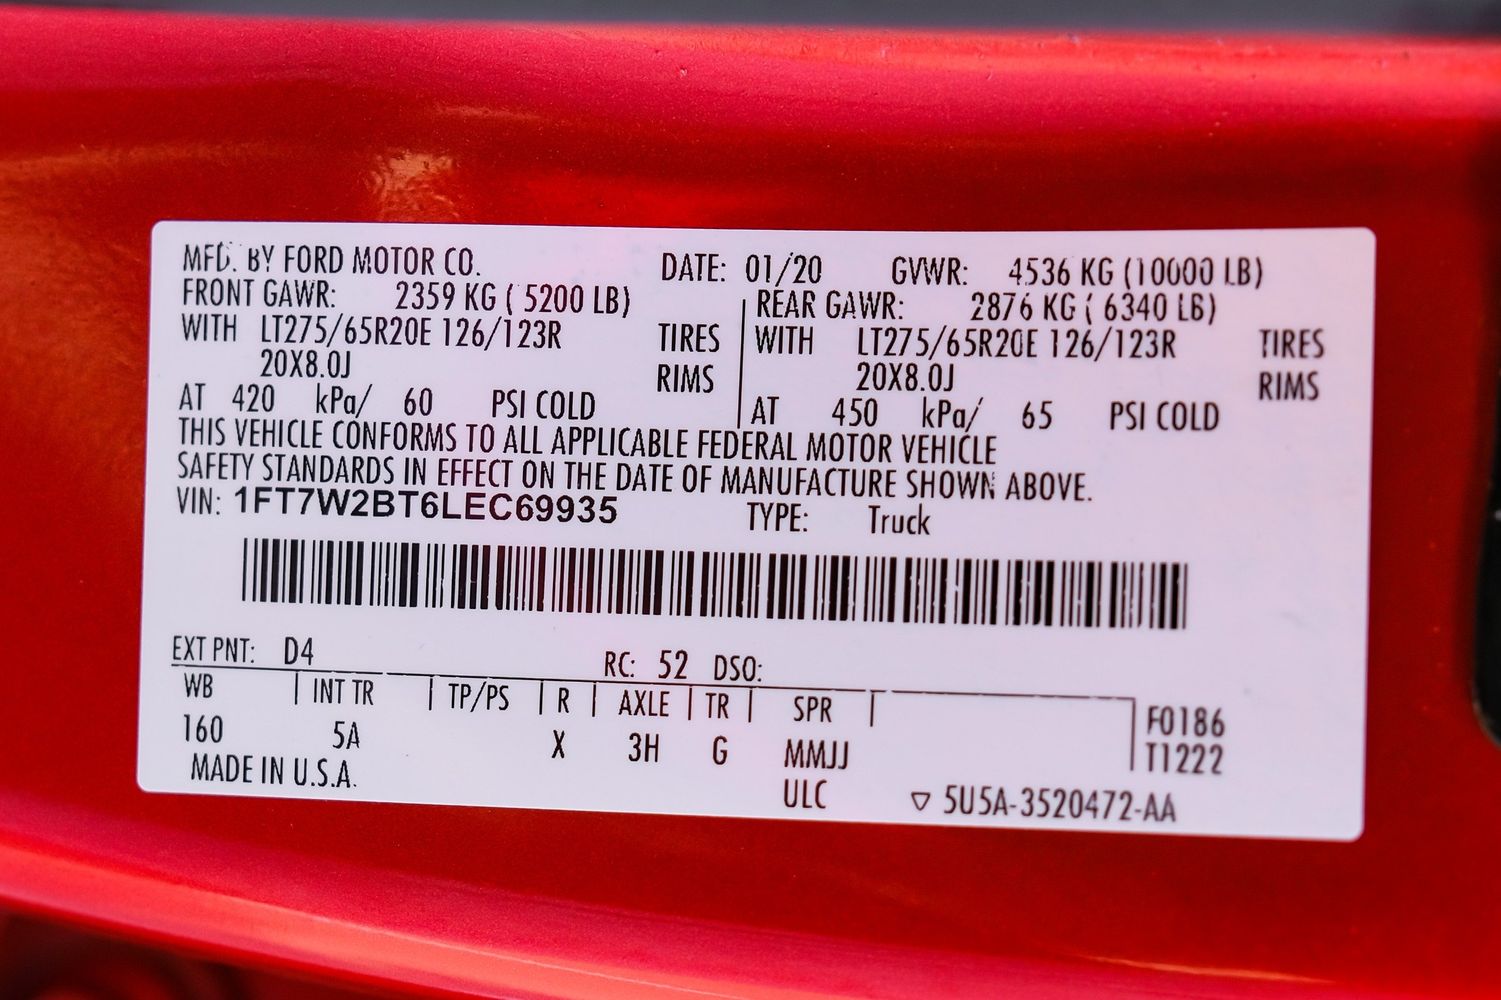 MFD. BY FORD MOTOR CO. DATE: 01/20 GVWR: 4536 KG (10000 LB)
FRONT GAWR: 2359 KG ( 5200 LB) REAR GAWR: 2876 KG ( 6340 LB)
WITH LT275/65R20E 126/123R TIRES WITH LT275/65R20E 126/123R TIRES
20X8.0J RIMS 20X8.0J RIMS
AT 420 kPa/ 60 PSI COLD AT 450 kPa/ 65 PSI COLD
THIS VEHICLE CONFORMS TO ALL APPLICABLE FEDERAL MOTOR VEHICLE
SAFETY STANDARDS IN EFFECT ON THE DATE OF MANUFACTURE SHOWN ABOVE.
VIN: 1FT7W2BT6LEC69935 TYPE: Truck
EXT PNT: D4 RC: 52 DSO:
WB | INT TR | TP/PS | R | AXLE | TR | SPR | F0186
160 5A X 3H G MMJJ T1222
MADE IN U.S.A. ULC ▽ 5U5A-3520472-AA